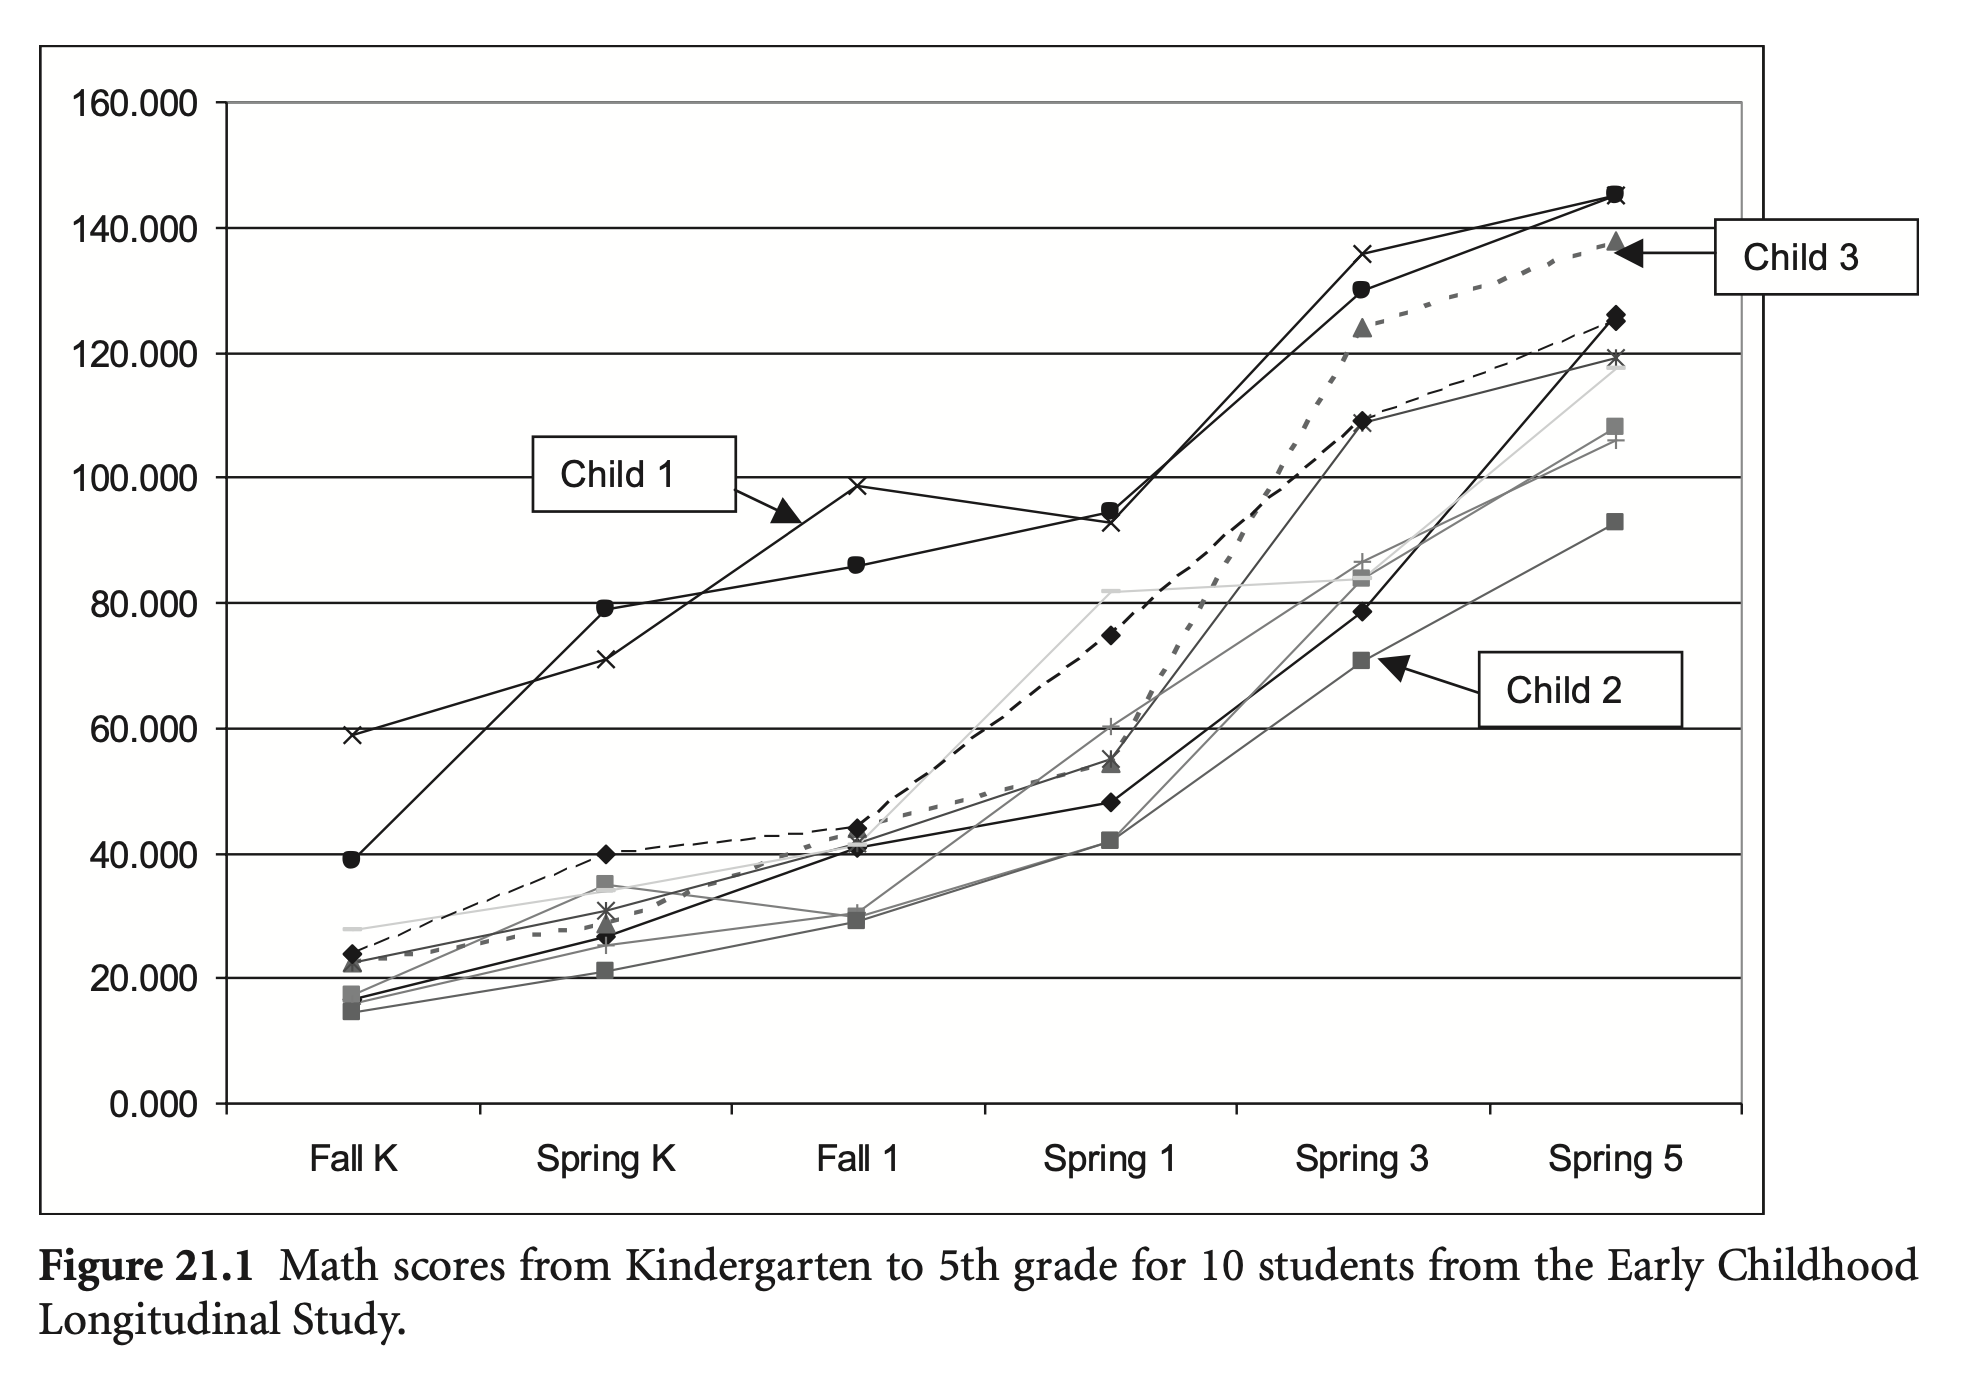 160.000
140.000
Child 3
120.000
Child 1
100.000
80.000
Child 2
60.000
40.000
20.000
0.000
Fall K Spring K Fall 1 Spring 1 Spring 3 Spring 5
Figure 21.1 Math scores from Kindergarten to 5th grade for 10 students from the Early Childhood
Longitudinal Study.